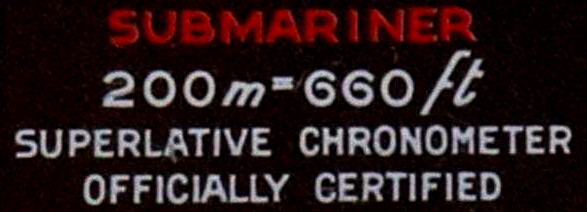 SUBMARINER
200m=660ft
SUPERLATIVE CHRONOMETER
OFFICIALLY CERTIFIED